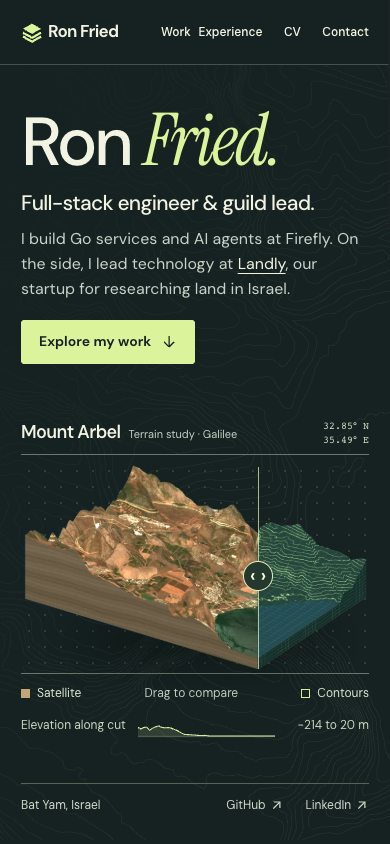 Ron Fried
Work Experience CV Contact
Ron Fried.
Full-stack engineer & guild lead.
I build Go services and AI agents at Firefly. On
the side, I lead technology at Landly, our
startup for researching land in Israel.
Explore my work ↓
Mount Arbel Terrain study · Galilee
32.85° N
35.49° E
Satellite Drag to compare Contours
Elevation along cut -214 to 20 m
Bat Yam, Israel GitHub ↗ LinkedIn ↗